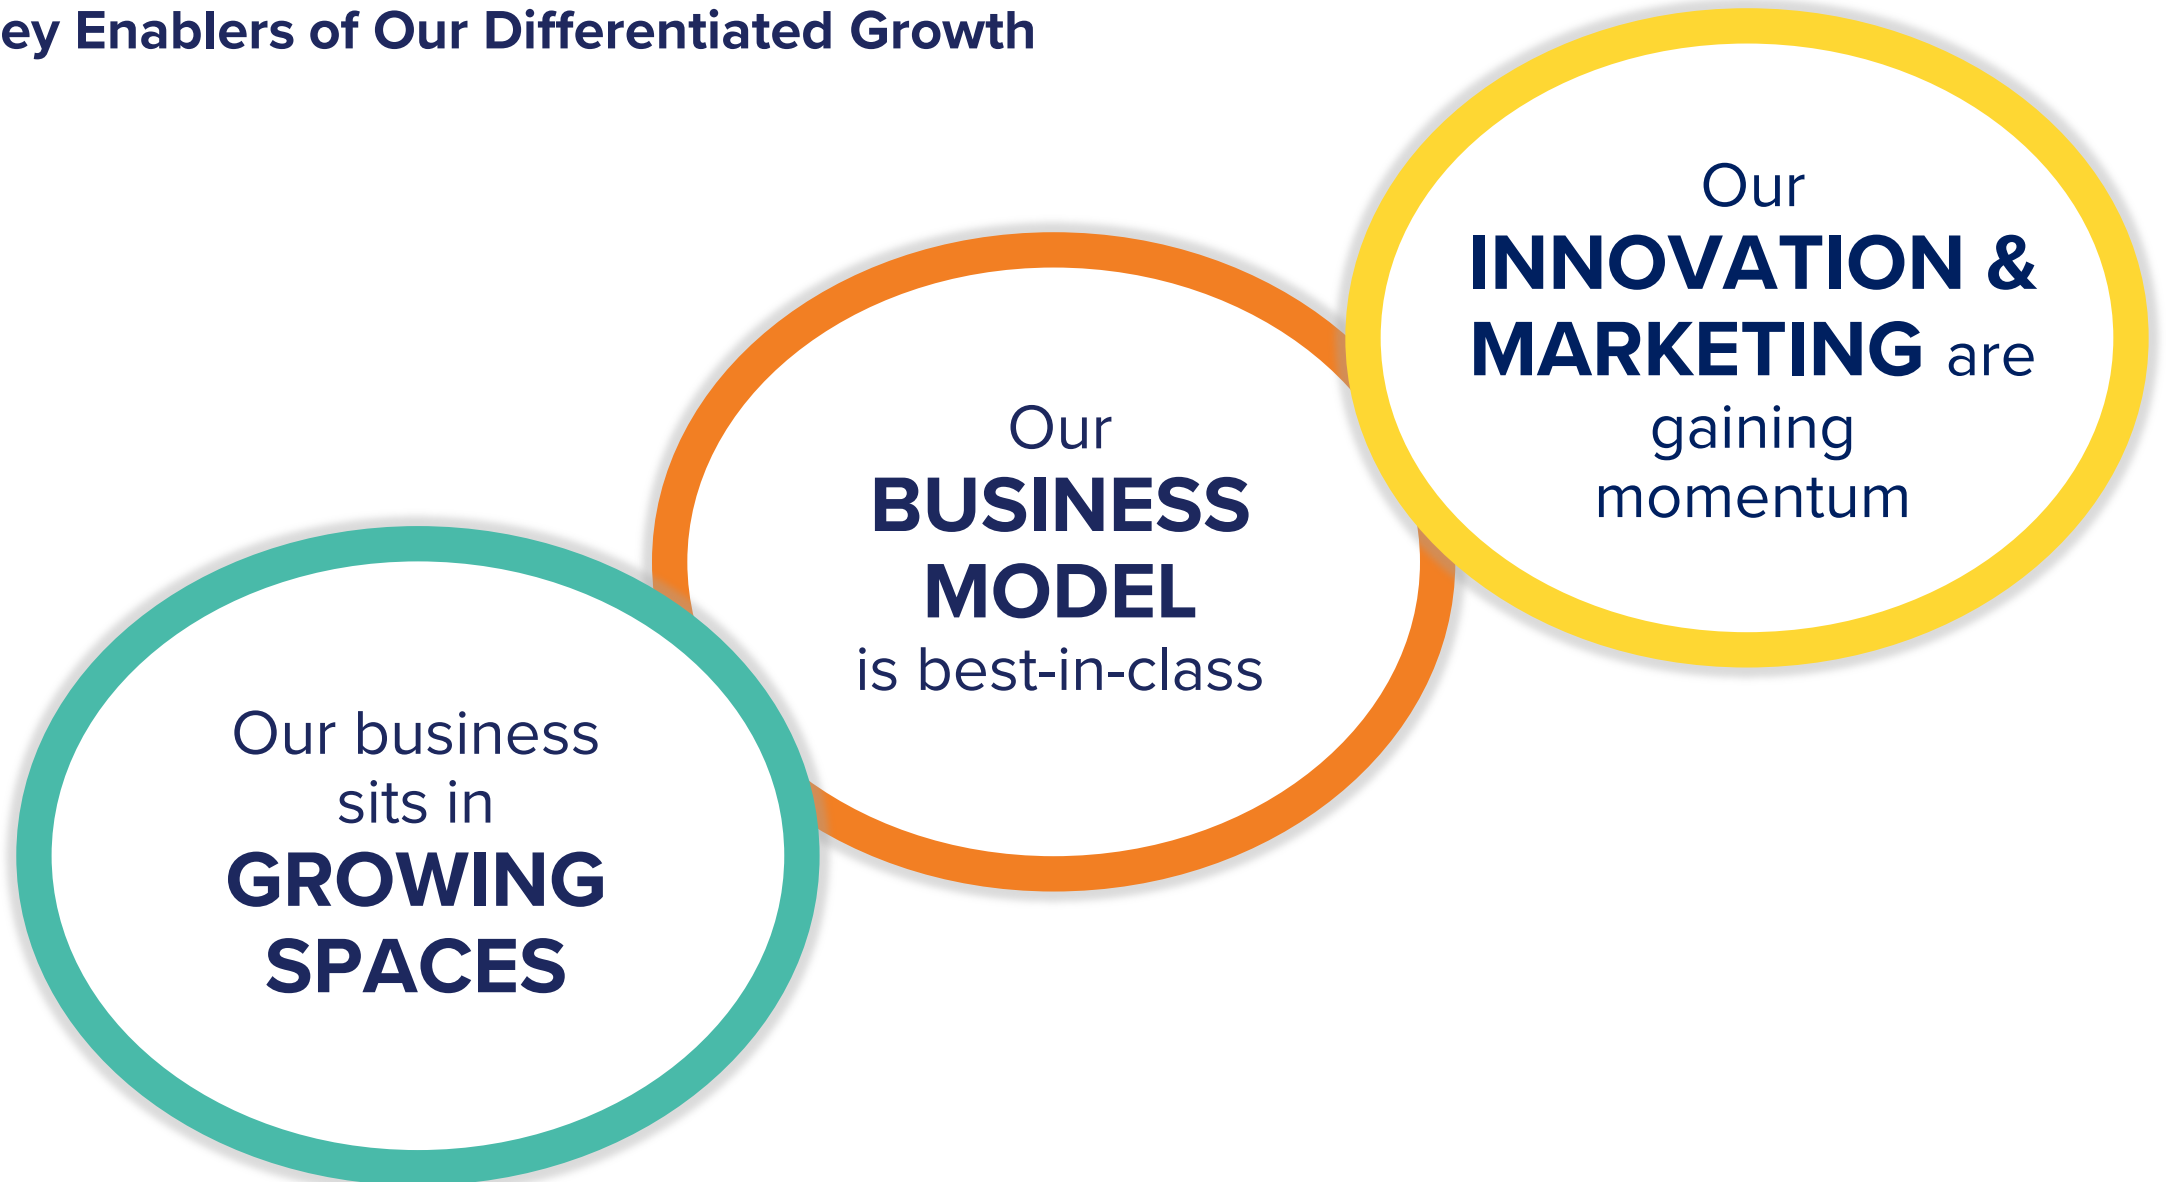 ey Enablers of Our Differentiated Growth
Our
INNOVATION &
MARKETING are
gaining
momentum
Our
BUSINESS
MODEL
is best-in-class
Our business
sits in
GROWING
SPACES